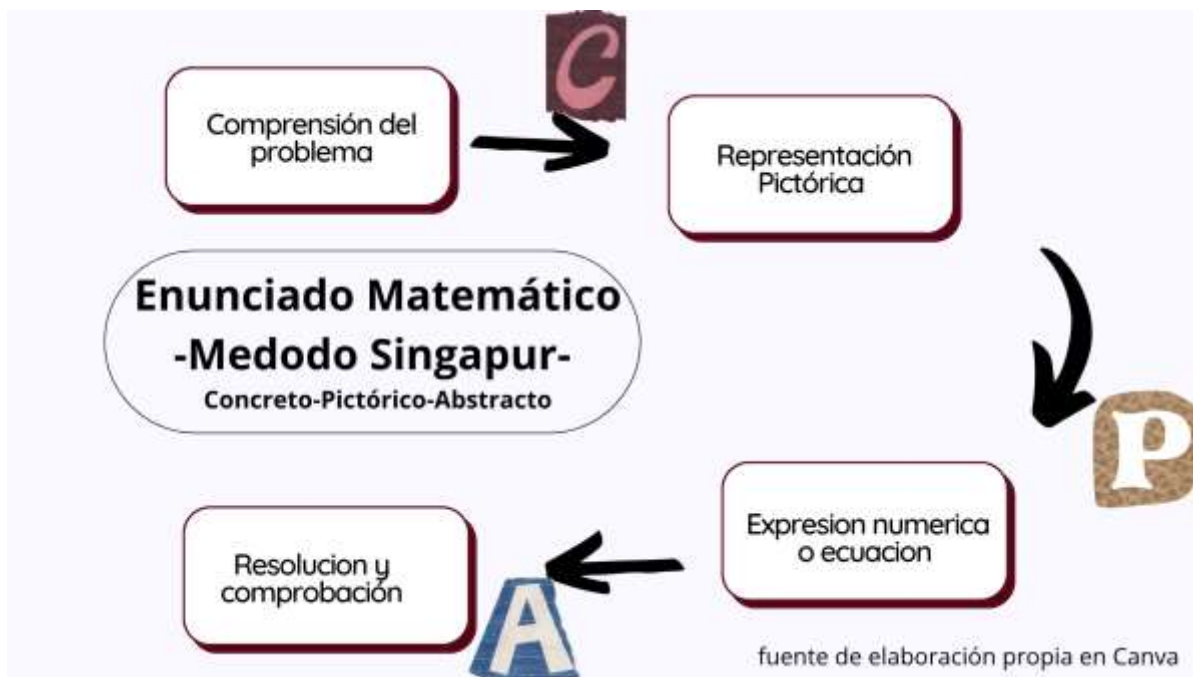 C
Comprensión del
problema
Representación
Pictórica
Enunciado Matemático
-Medodo Singapur-
Concreto-Pictórico-Abstracto
P
Expresion numerica
o ecuacion
Resolucion y
comprobación
A
fuente de elaboración propia en Canva